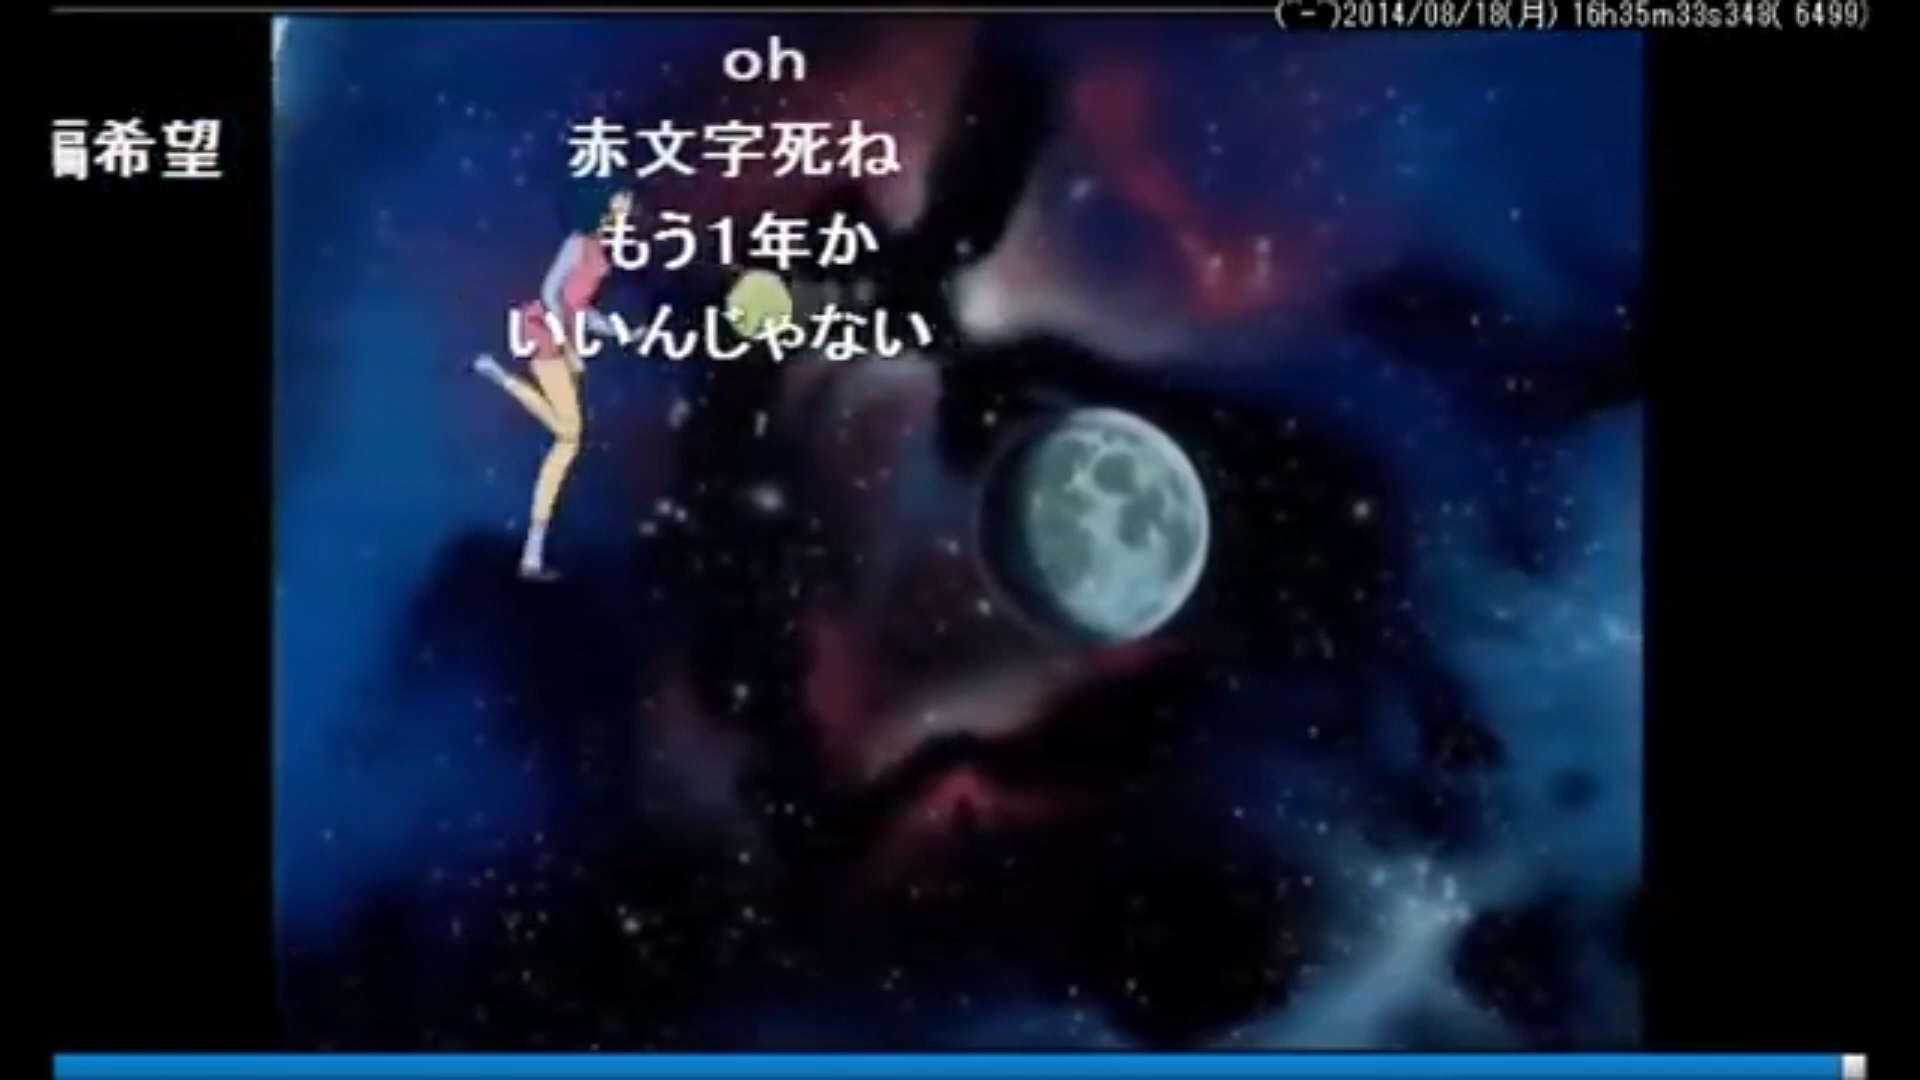 (ˆ-ˆ)2014/08/18(月) 16h35m33s343( 6499)
oh
希望
赤文字死ね
もう1年か
いいんじゃない